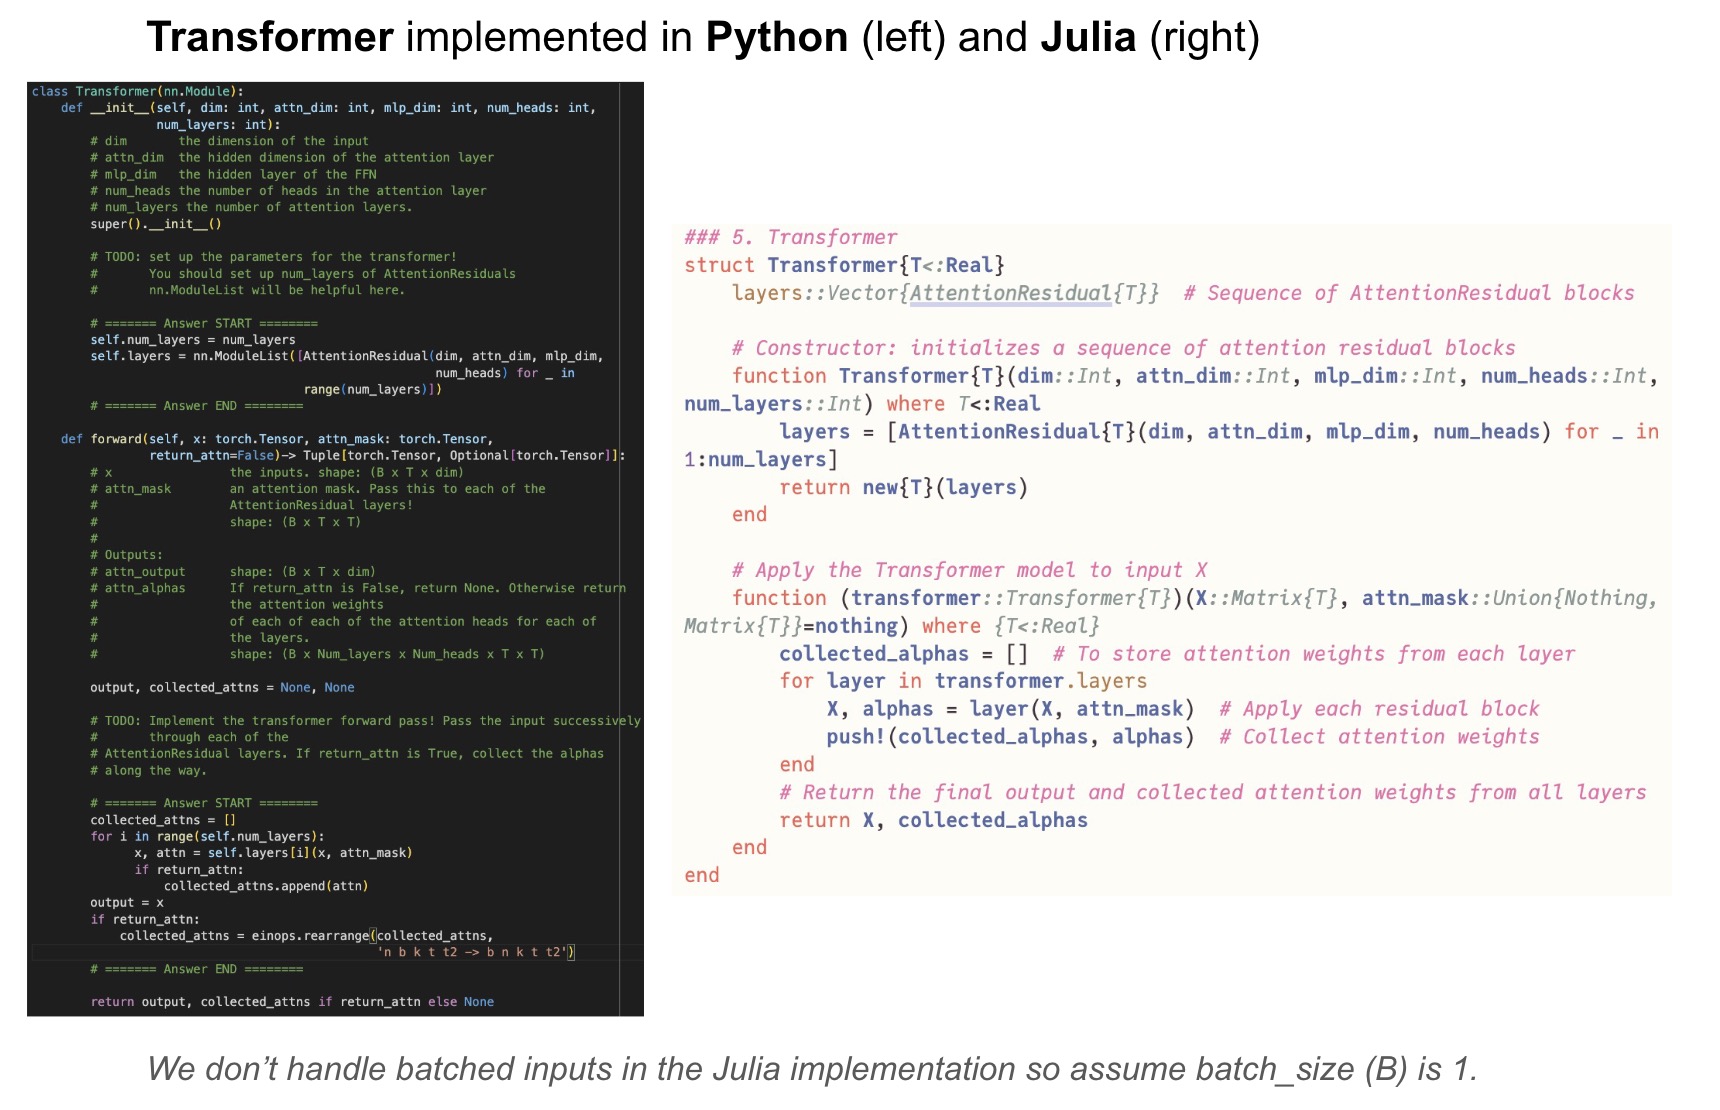 Transformer implemented in Python (left) and Julia (right)
class Transformer(nn.Module):
    def __init__(self, dim: int, attn_dim: int, mlp_dim: int, num_heads: int,
                 num_layers: int):
        # dim       the dimension of the input
        # attn_dim  the hidden dimension of the attention layer
        # mlp_dim   the hidden layer of the FFN
        # num_heads the number of heads in the attention layer
        # num_layers the number of attention layers.
        super().__init__()
        # TODO: set up the parameters for the transformer!
        #       You should set up num_layers of AttentionResiduals
        #       nn.ModuleList will be helpful here.
        # ======= Answer START ========
        self.num_layers = num_layers
        self.layers = nn.ModuleList([AttentionResidual(dim, attn_dim, mlp_dim,
                                                       num_heads) for _ in
                                     range(num_layers)])
        # ======= Answer END ========
    def forward(self, x: torch.Tensor, attn_mask: torch.Tensor,
                return_attn=False)-> Tuple[torch.Tensor, Optional[torch.Tensor]]:
        # x                the inputs. shape: (B x T x dim)
        # attn_mask        an attention mask. Pass this to each of the
        #                  AttentionResidual layers!
        #                  shape: (B x T x T)
        #
        # Outputs:
        # attn_output      shape: (B x T x dim)
        # attn_alphas      If return_attn is False, return None. Otherwise return
        #                  the attention weights
        #                  of each of each of the attention heads for each of
        #                  the layers.
        #                  shape: (B x Num_layers x Num_heads x T x T)
        output, collected_attns = None, None
        # TODO: Implement the transformer forward pass! Pass the input successively
        #       through each of the
        # AttentionResidual layers. If return_attn is True, collect the alphas
        # along the way.
        # ======= Answer START ========
        collected_attns = []
        for i in range(self.num_layers):
              x, attn = self.layers[i](x, attn_mask)
              if return_attn:
                  collected_attns.append(attn)
        output = x
        if return_attn:
            collected_attns = einops.rearrange(collected_attns,
                                               'n b k t t2 -> b n k t t2')
        # ======= Answer END ========
        return output, collected_attns if return_attn else None
### 5. Transformer
struct Transformer{T<:Real}
    layers::Vector{AttentionResidual{T}}  # Sequence of AttentionResidual blocks
    # Constructor: initializes a sequence of attention residual blocks
    function Transformer{T}(dim::Int, attn_dim::Int, mlp_dim::Int, num_heads::Int,
num_layers::Int) where T<:Real
        layers = [AttentionResidual{T}(dim, attn_dim, mlp_dim, num_heads) for _ in
1:num_layers]
        return new{T}(layers)
    end
    # Apply the Transformer model to input X
    function (transformer::Transformer{T})(X::Matrix{T}, attn_mask::Union{Nothing,
Matrix{T}}=nothing) where {T<:Real}
        collected_alphas = []  # To store attention weights from each layer
        for layer in transformer.layers
            X, alphas = layer(X, attn_mask)  # Apply each residual block
            push!(collected_alphas, alphas)  # Collect attention weights
        end
        # Return the final output and collected attention weights from all layers
        return X, collected_alphas
    end
end
We don't handle batched inputs in the Julia implementation so assume batch_size (B) is 1.